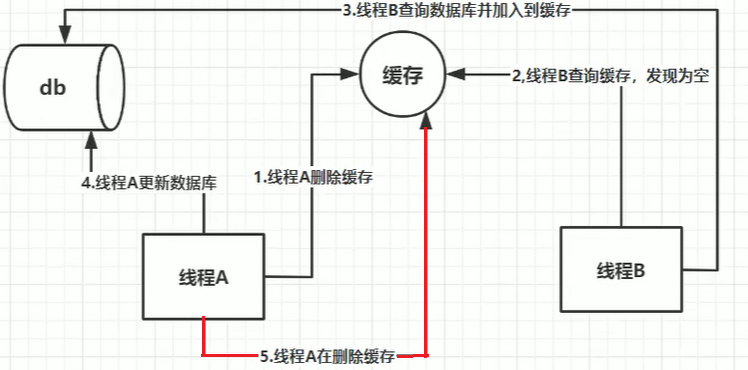 3.线程B查询数据库并加入到缓存
db
缓存
2,线程B查询缓存，发现为空
4.线程A更新数据库
1.线程A删除缓存
线程A
线程B
5.线程A在删除缓存